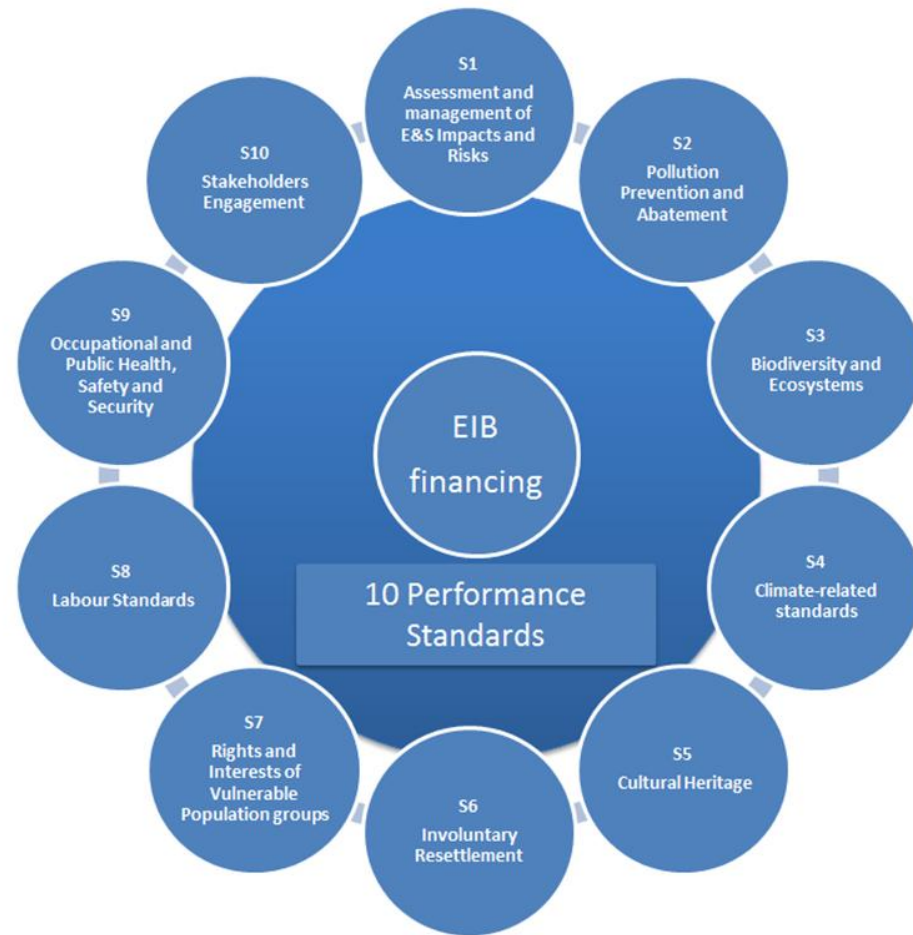 S1
Assessment and
management of
E&S Impacts and
Risks
S2
Pollution
Prevention and
Abatement
S3
Biodiversity and
Ecosystems
S4
Climate-related
standards
S5
Cultural Heritage
S6
Involuntary
Resettlement
S7
Rights and
Interests of
Vulnerable
Population groups
S8
Labour Standards
S9
Occupational and
Public Health,
Safety and
Security
S10
Stakeholders
Engagement
EIB
financing
10 Performance
Standards